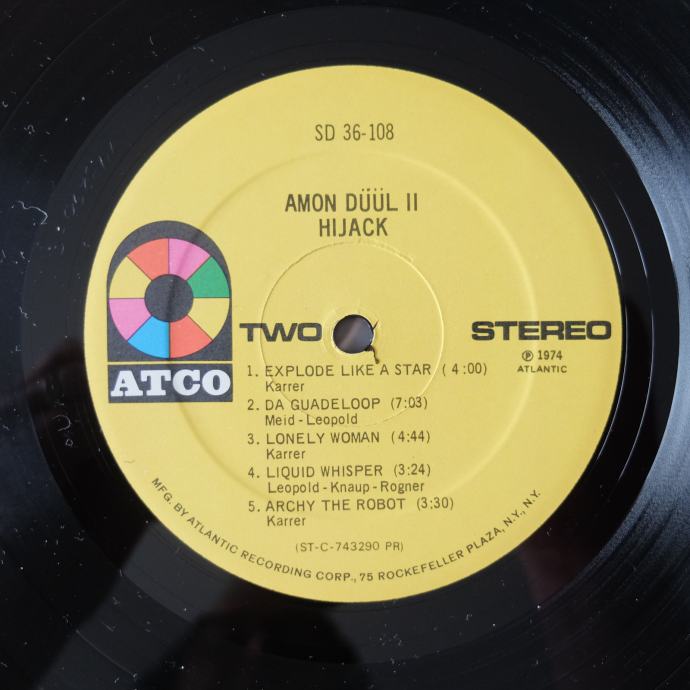 SD 36-108
AMON DÜÜL II
HIJACK
ATCO
TWO
STEREO
℗ 1974
ATLANTIC
1. EXPLODE LIKE A STAR (4:00)
Karrer
2. DA GUADELOOP (7:03)
Meid-Leopold
3. LONELY WOMAN (4:44)
Karrer
4. LIQUID WHISPER (3:24)
Leopold-Knaup-Rogner
5. ARCHY THE ROBOT (3:30)
Karrer
(ST-C-743290 PR)
MFG. BY ATLANTIC RECORDING CORP., 75 ROCKEFELLER PLAZA, N.Y., N.Y.